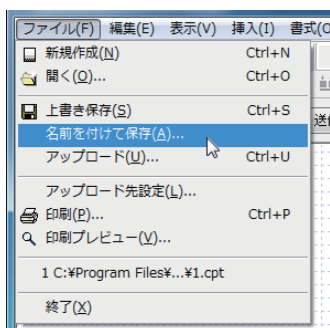 ファイル(F) 編集(E) 表示(V) 挿入(I) 書式(O
新規作成(N) Ctrl+N
開く(O)... Ctrl+O
上書き保存(S) Ctrl+S
名前を付けて保存(A)...
アップロード(U)... Ctrl+U
アップロード先設定(L)...
印刷(P)... Ctrl+P
印刷プレビュー(V)...
1 C:¥Program Files¥...¥1.cpt
終了(X)